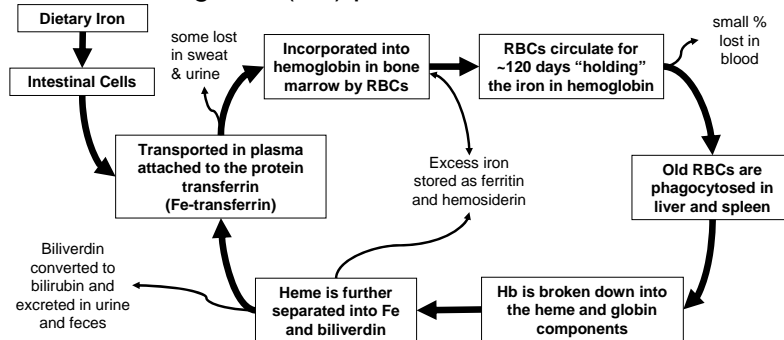 Dietary Iron
Intestinal Cells
some lost
in sweat
& urine
Incorporated into
hemoglobin in bone
marrow by RBCs
RBCs circulate for
~120 days “holding”
the iron in hemoglobin
small %
lost in
blood
Transported in plasma
attached to the protein
transferrin
(Fe-transferrin)
Excess iron
stored as ferritin
and hemosiderin
Old RBCs are
phagocytosed in
liver and spleen
Biliverdin
converted to
bilirubin and
excreted in urine
and feces
Heme is further
separated into Fe
and biliverdin
Hb is broken down into
the heme and globin
components